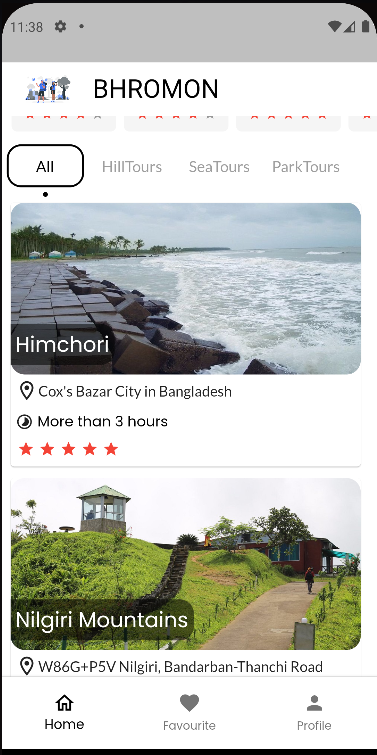 11:38
BHROMON
All
HillTours
SeaTours
ParkTours
Himchori
Cox's Bazar City in Bangladesh
More than 3 hours
Nilgiri Mountains
W86G+P5V Nilgiri, Bandarban-Thanchi Road
Home
Favourite
Profile